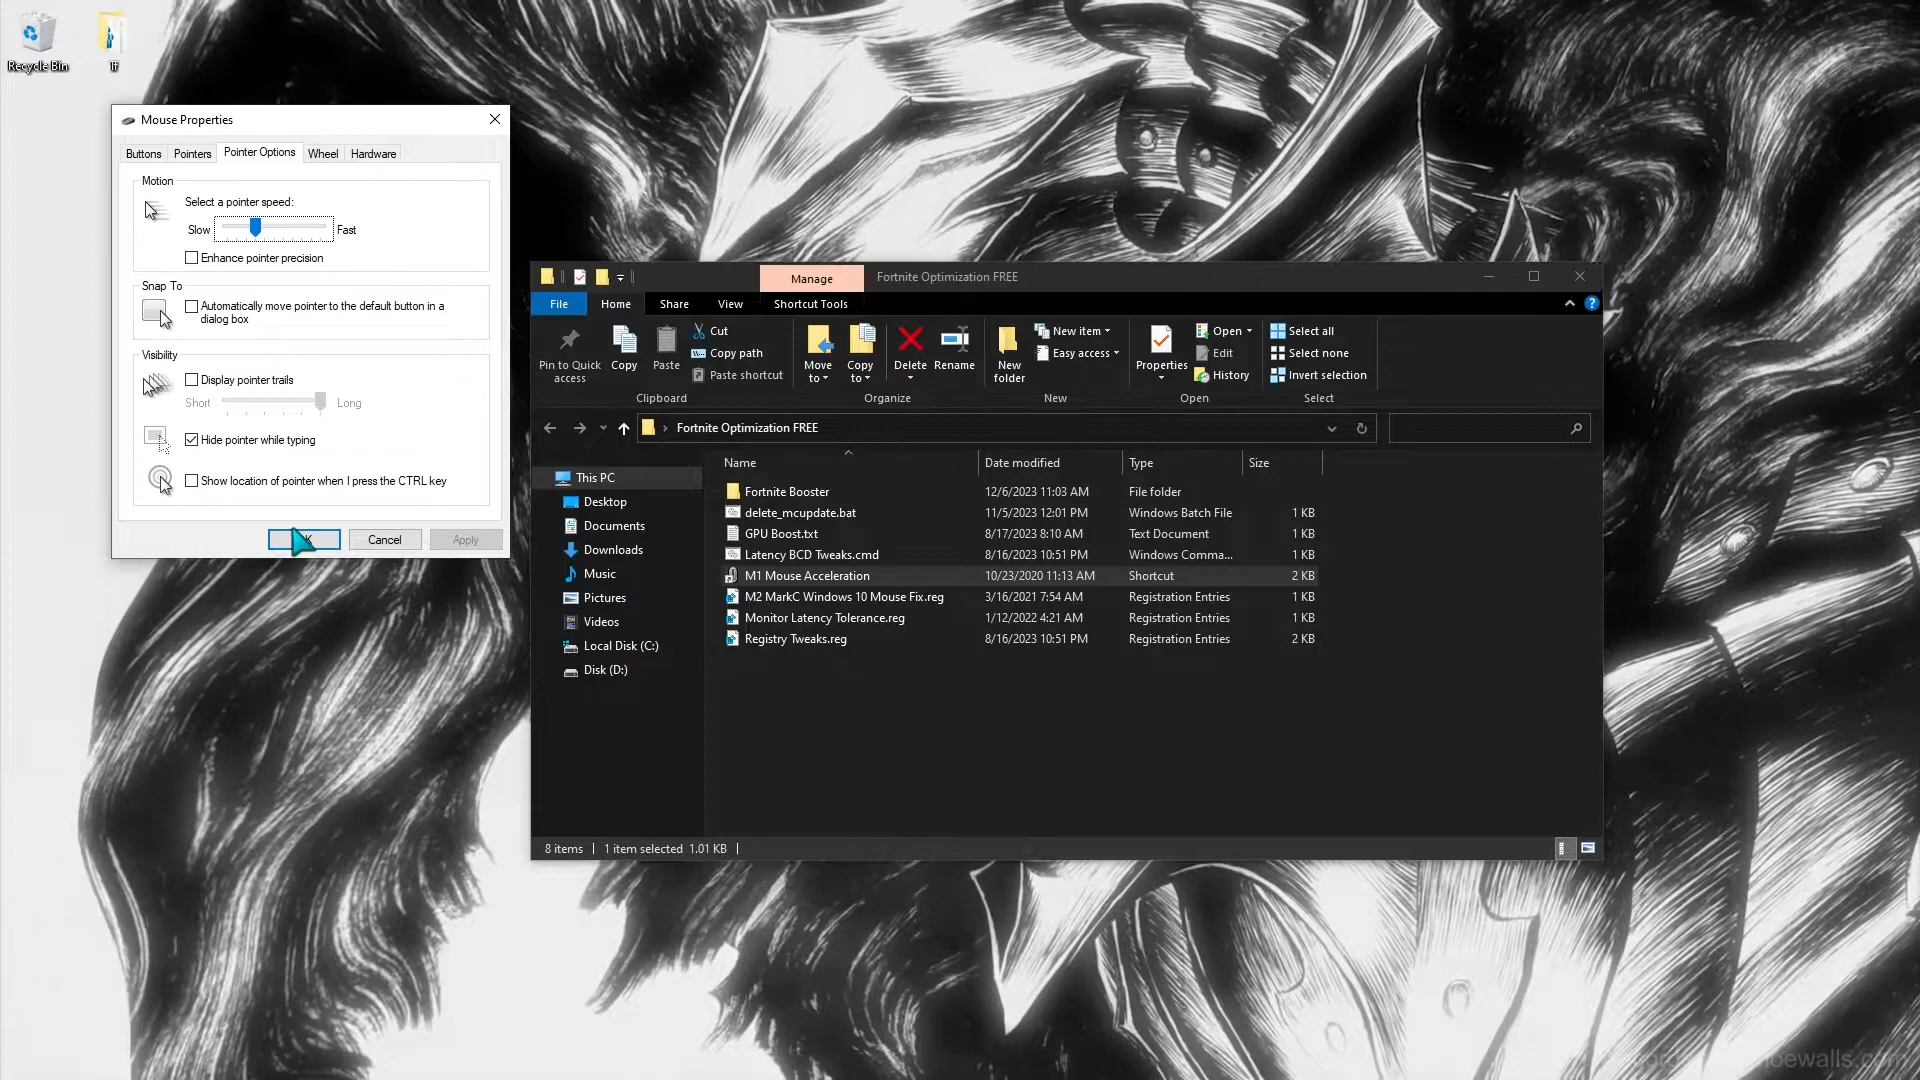 Recycle Bin
Mouse Properties
Buttons
Pointers
Pointer Options
Wheel
Hardware
Motion
Select a pointer speed:
Slow
Fast
Enhance pointer precision
Snap To
Automatically move pointer to the default button in a
dialog box
Visibility
Display pointer trails
Short
Long
Hide pointer while typing
Show location of pointer when I press the CTRL key
Cancel
Apply
Manage
Fortnite Optimization FREE
File
Home
Share
View
Shortcut Tools
Pin to Quick
access
Copy
Paste
Cut
Copy path
Paste shortcut
Clipboard
Move
to
Copy
to
Delete
Rename
Organize
New
folder
New item
Easy access
New
Properties
Open
Edit
History
Open
Select all
Select none
Invert selection
Select
Fortnite Optimization FREE
This PC
Desktop
Documents
Downloads
Music
Pictures
Videos
Local Disk (C:)
Disk (D:)
Name Date modified Type Size
Fortnite Booster 12/6/2023 11:03 AM File folder
delete_mcupdate.bat 11/5/2023 12:01 PM Windows Batch File 1 KB
GPU Boost.txt 8/17/2023 8:10 AM Text Document 1 KB
Latency BCD Tweaks.cmd 8/16/2023 10:51 PM Windows Comma... 1 KB
M1 Mouse Acceleration 10/23/2020 11:13 AM Shortcut 2 KB
M2 MarkC Windows 10 Mouse Fix.reg 3/16/2021 7:54 AM Registration Entries 1 KB
Monitor Latency Tolerance.reg 1/12/2022 4:21 AM Registration Entries 1 KB
Registry Tweaks.reg 8/16/2023 10:51 PM Registration Entries 2 KB
8 items
1 item selected 1.01 KB